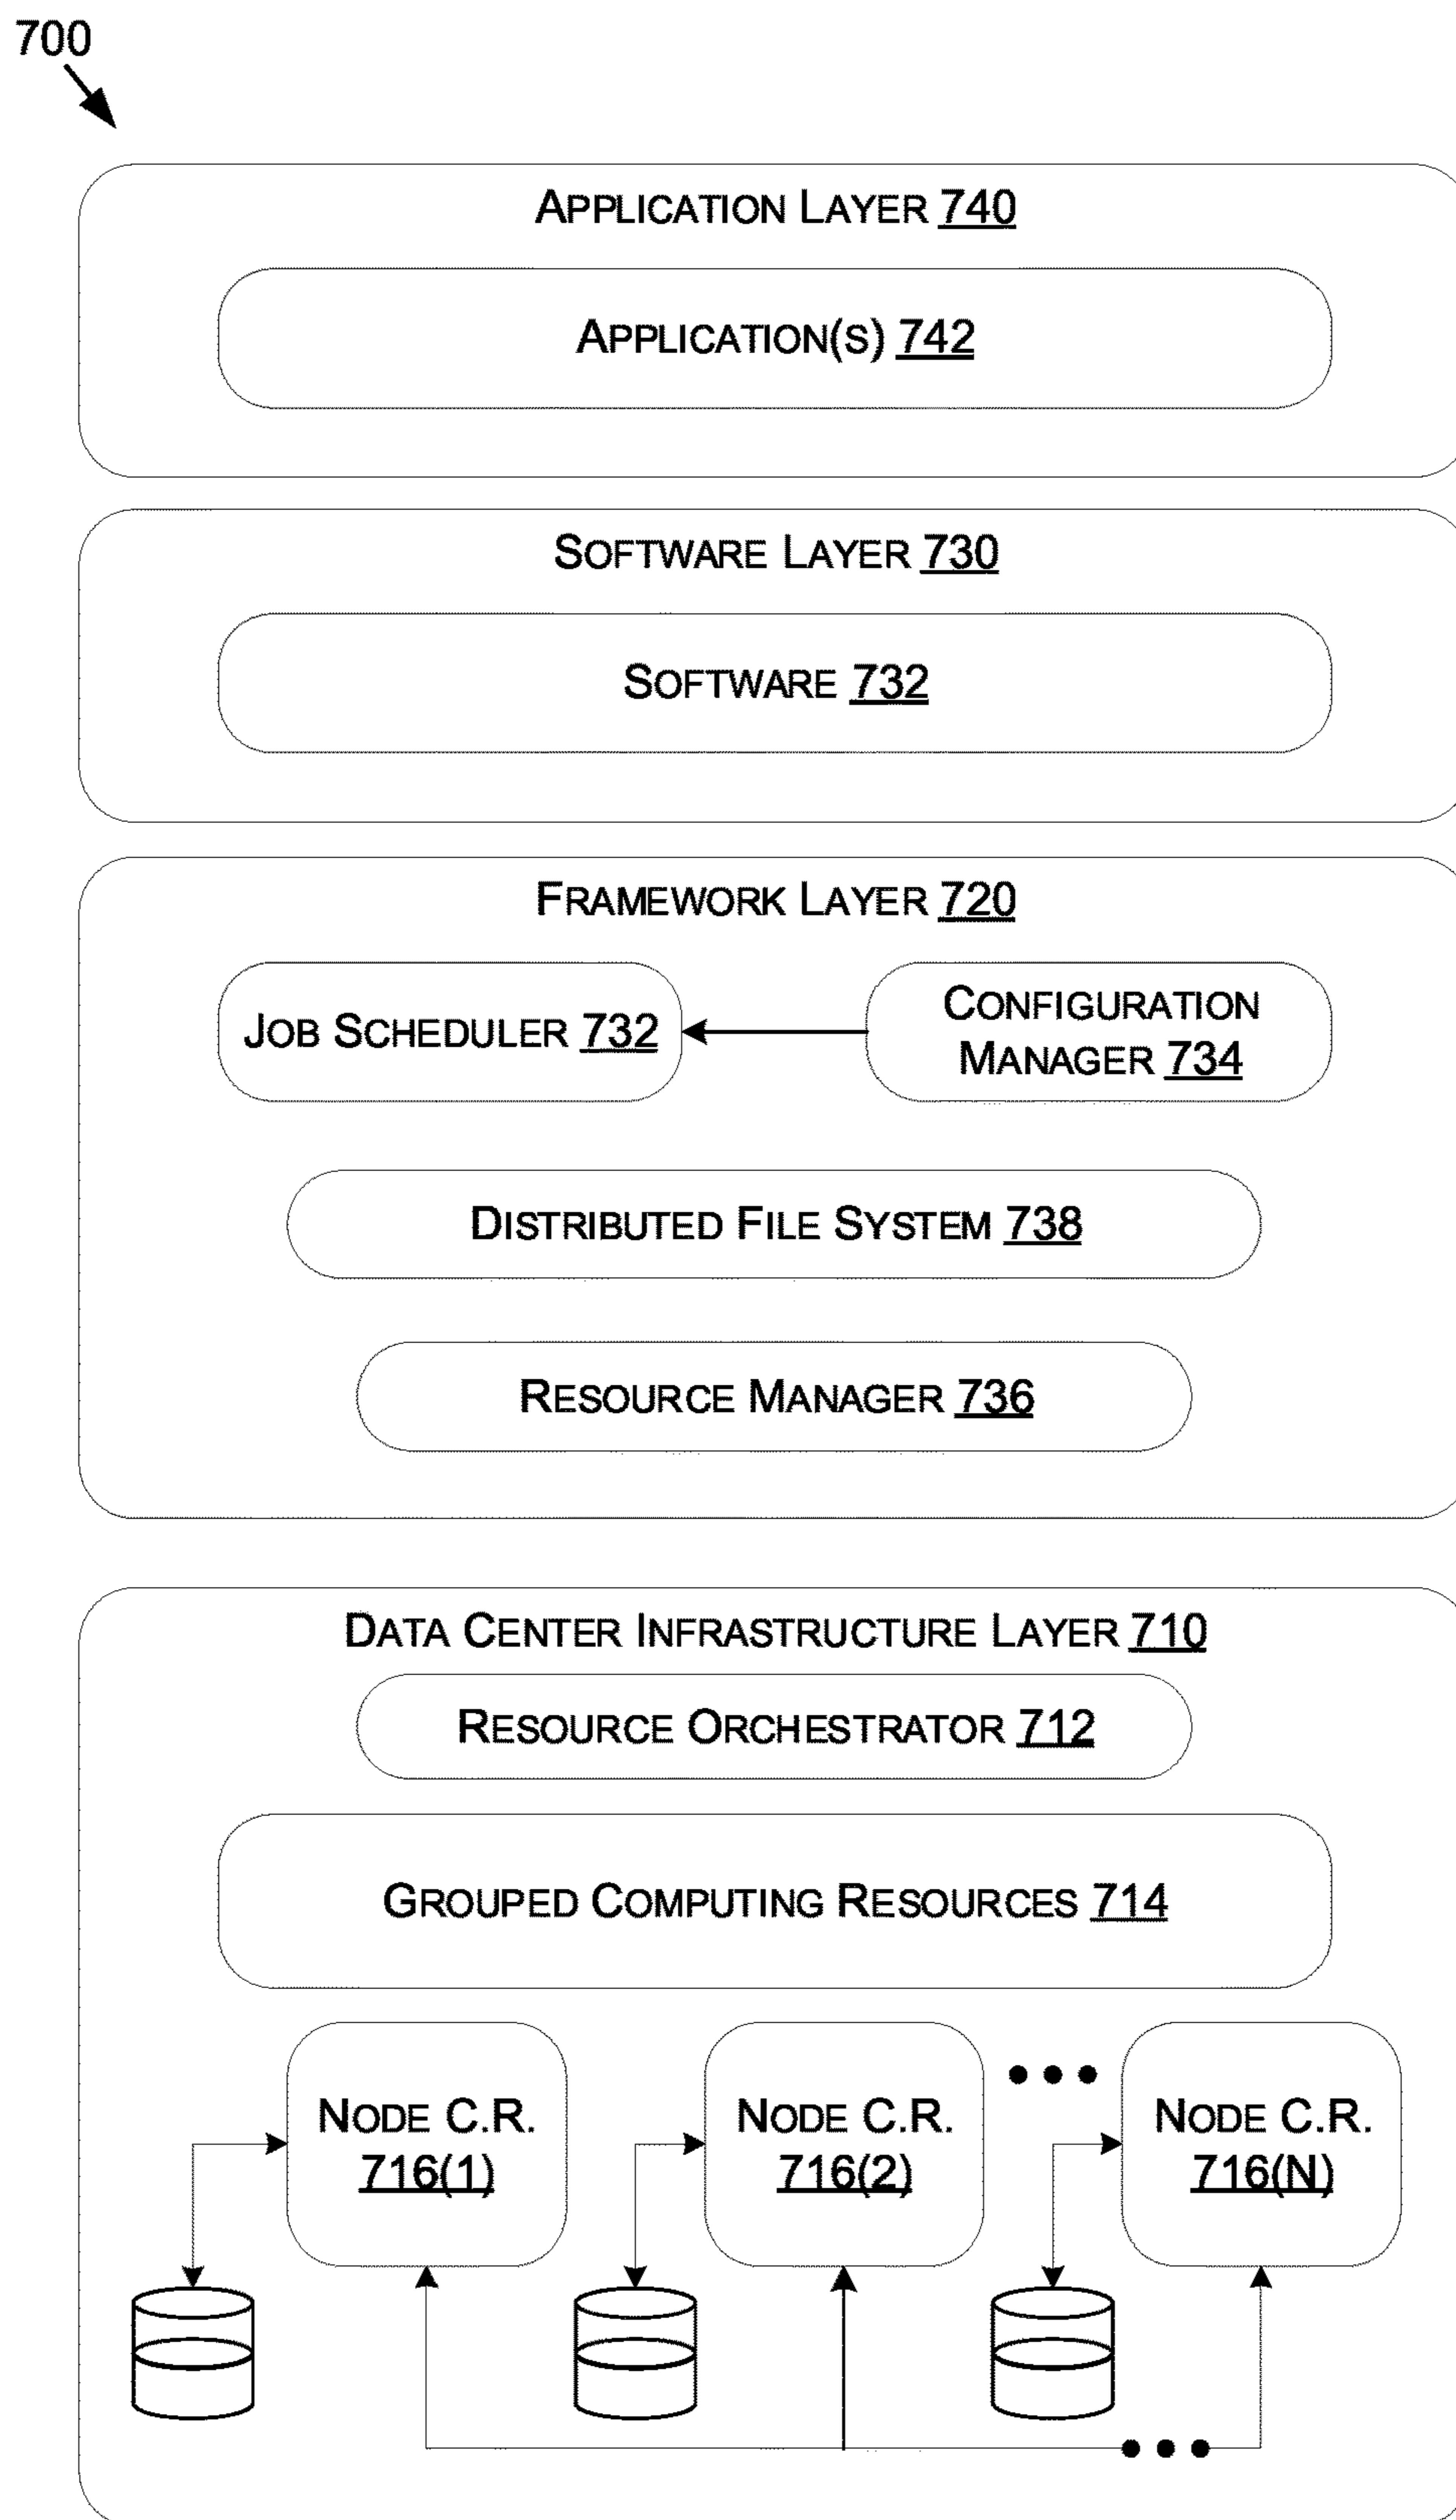 700
APPLICATION LAYER 740
APPLICATION(S) 742
SOFTWARE LAYER 730
SOFTWARE 732
FRAMEWORK LAYER 720
JOB SCHEDULER 732
CONFIGURATION
MANAGER 734
DISTRIBUTED FILE SYSTEM 738
RESOURCE MANAGER 736
DATA CENTER INFRASTRUCTURE LAYER 710
RESOURCE ORCHESTRATOR 712
GROUPED COMPUTING RESOURCES 714
NODE C.R.
716(1)
NODE C.R.
716(2)
NODE C.R.
716(N)